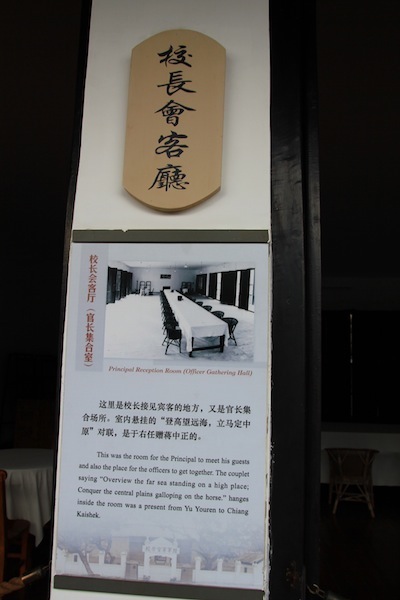 校長會客廳
校长会客厅（官长集合室）
Principal Reception Room (Officer Gathering Hall)
这里是校长接见宾客的地方，又是官长集
合场所。室内悬挂的“登高望远海，立马定中
原”对联，是于右任赠蒋中正的。
This was the room for the Principal to meet his guests
and also the place for the officers to get together. The couplet
saying “Overview the far sea standing on a high place;
Conquer the central plains galloping on the horse.” hanges
inside the room was a present from Yu Youren to Chiang
Kaishek.